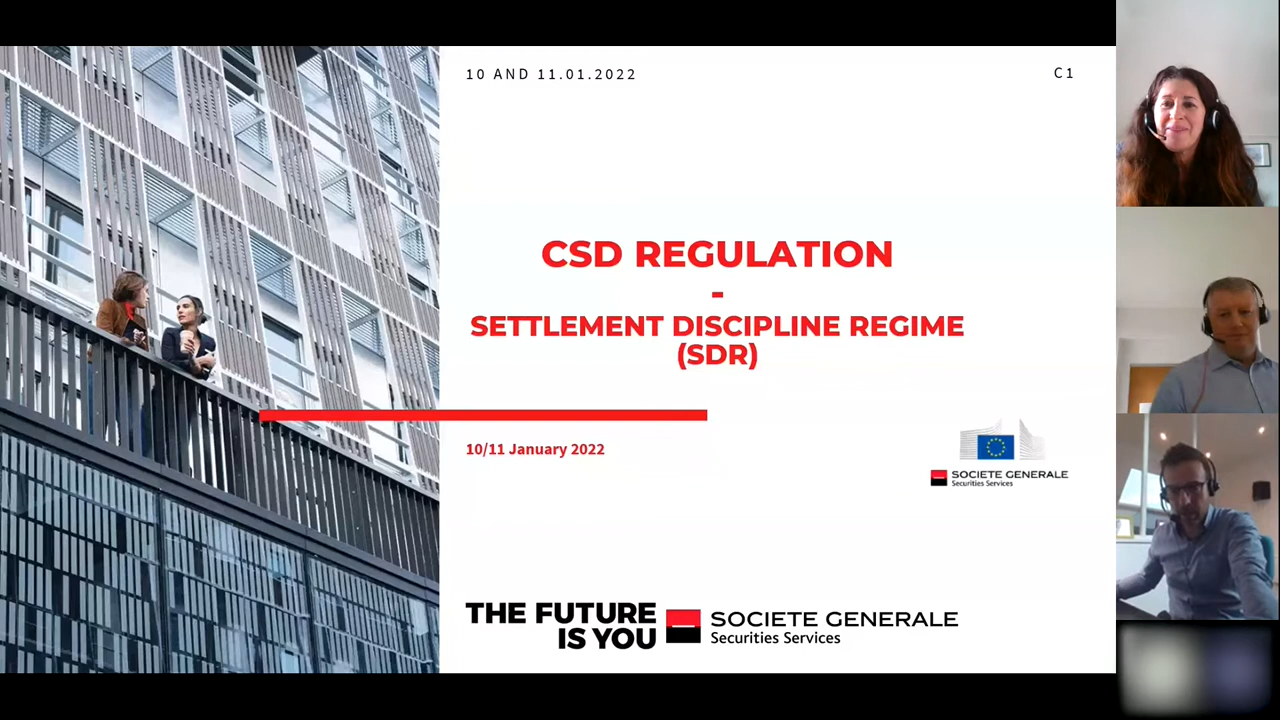 10 AND 11.01.2022
C1
CSD REGULATION
-
SETTLEMENT DISCIPLINE REGIME
(SDR)
10/11 January 2022
SOCIETE GENERALE
Securities Services
THE FUTURE
IS YOU
SOCIETE GENERALE
Securities Services